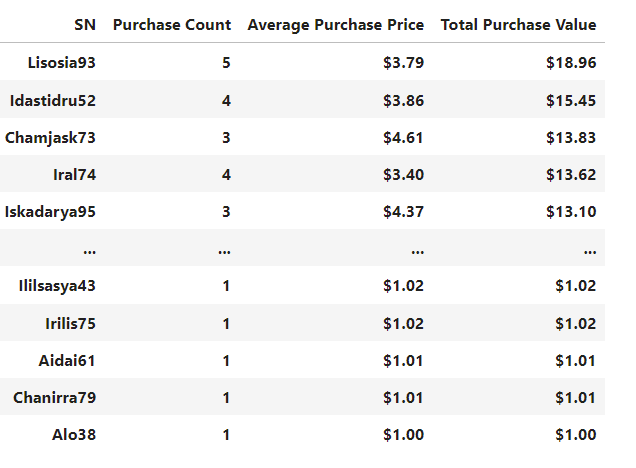 SN Purchase Count Average Purchase Price Total Purchase Value
Lisosia93 5 $3.79 $18.96
Idastidru52 4 $3.86 $15.45
Chamjask73 3 $4.61 $13.83
Iral74 4 $3.40 $13.62
Iskadarya95 3 $4.37 $13.10
... ... ... ...
Ililsasya43 1 $1.02 $1.02
Irilis75 1 $1.02 $1.02
Aidai61 1 $1.01 $1.01
Chanirra79 1 $1.01 $1.01
Alo38 1 $1.00 $1.00